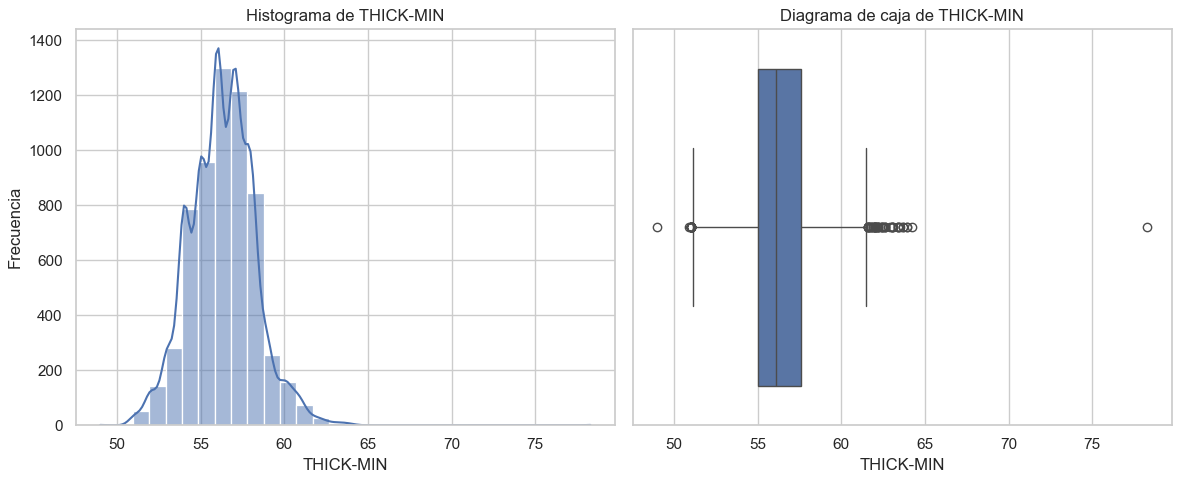 Histograma de THICK-MIN
1400
1200
1000
800
600
400
200
0
Frecuencia
50 55 60 65 70 75
THICK-MIN
Diagrama de caja de THICK-MIN
50 55 60 65 70 75
THICK-MIN